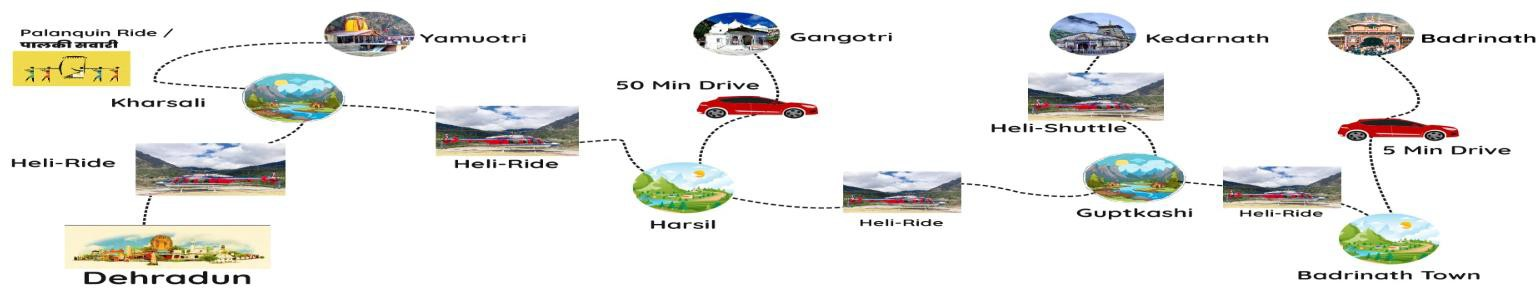 Palanquin Ride /
पालकी सवारी
Yamuotri
Kharsali
Heli-Ride
Dehradun
Heli-Ride
Gangotri
50 Min Drive
Harsil
Heli-Ride
Kedarnath
Heli-Shuttle
Guptkashi
Heli-Ride
Badrinath
5 Min Drive
Badrinath Town